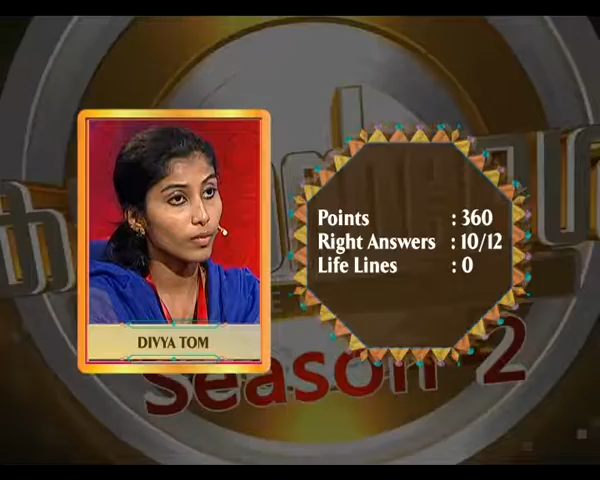 DIVYA TOM
Points : 360
Right Answers : 10/12
Life Lines : 0
Season 2